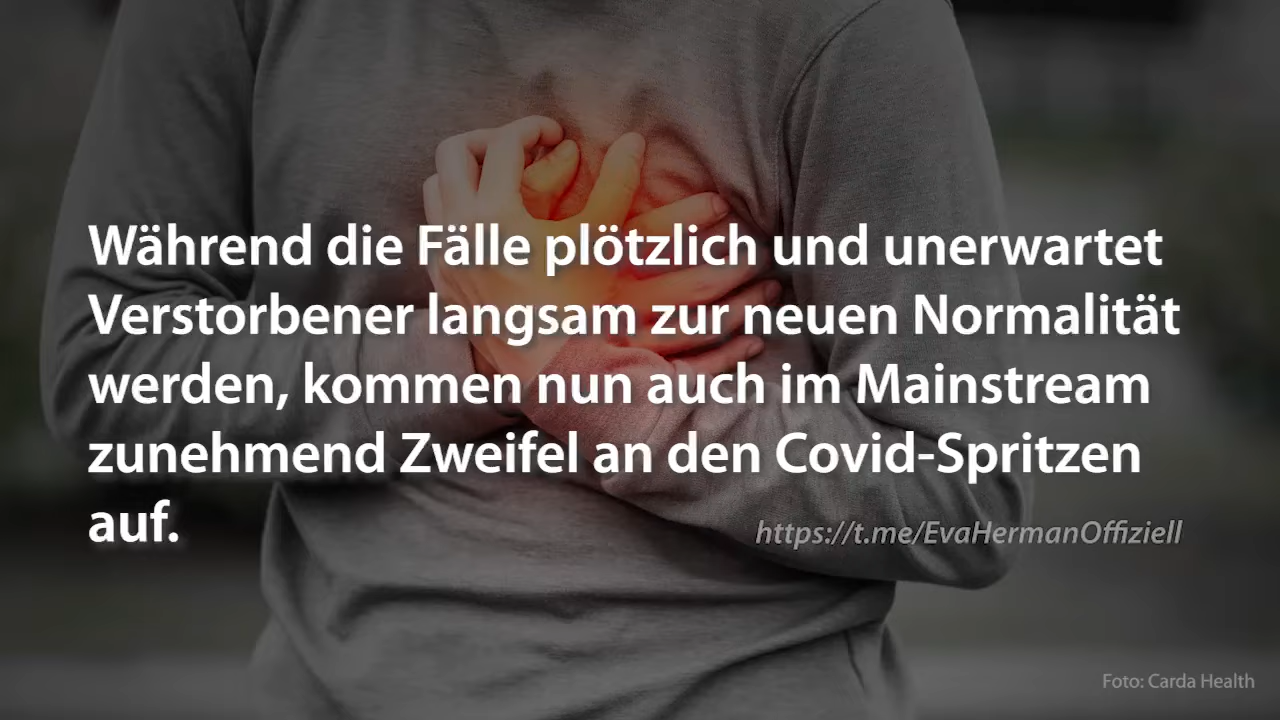 Während die Fälle plötzlich und unerwartet
Verstorbener langsam zur neuen Normalität
werden, kommen nun auch im Mainstream
zunehmend Zweifel an den Covid-Spritzen
auf.
https://t.me/EvaHermanOffiziell
Foto: Carda Health